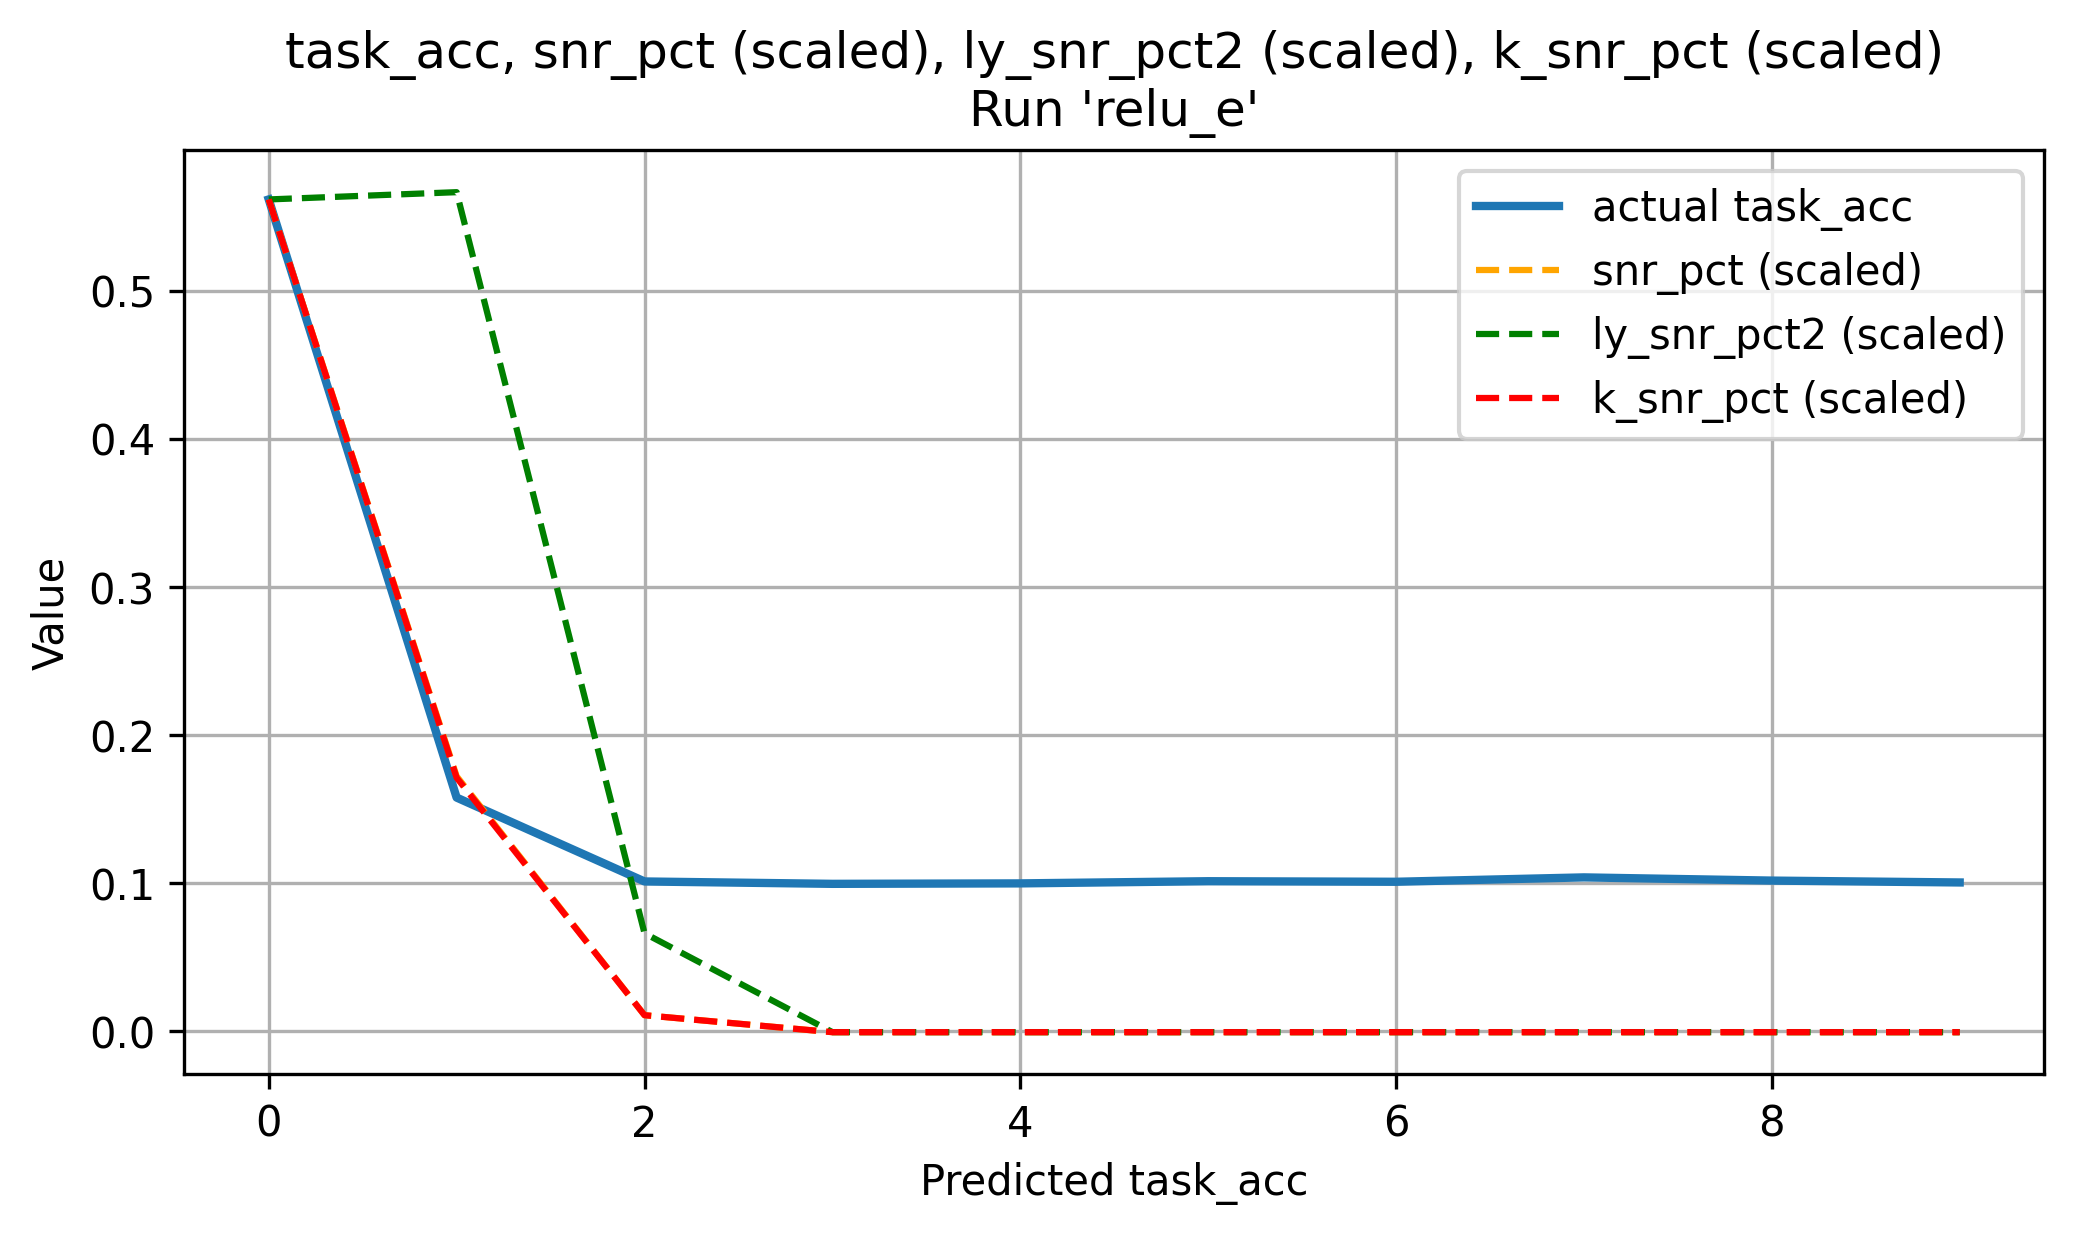 task_acc, snr_pct (scaled), ly_snr_pct2 (scaled), k_snr_pct (scaled)
Run 'relu_e'
actual task_acc
snr_pct (scaled)
ly_snr_pct2 (scaled)
k_snr_pct (scaled)
Value
0.5
0.4
0.3
0.2
0.1
0.0
0 2 4 6 8
Predicted task_acc